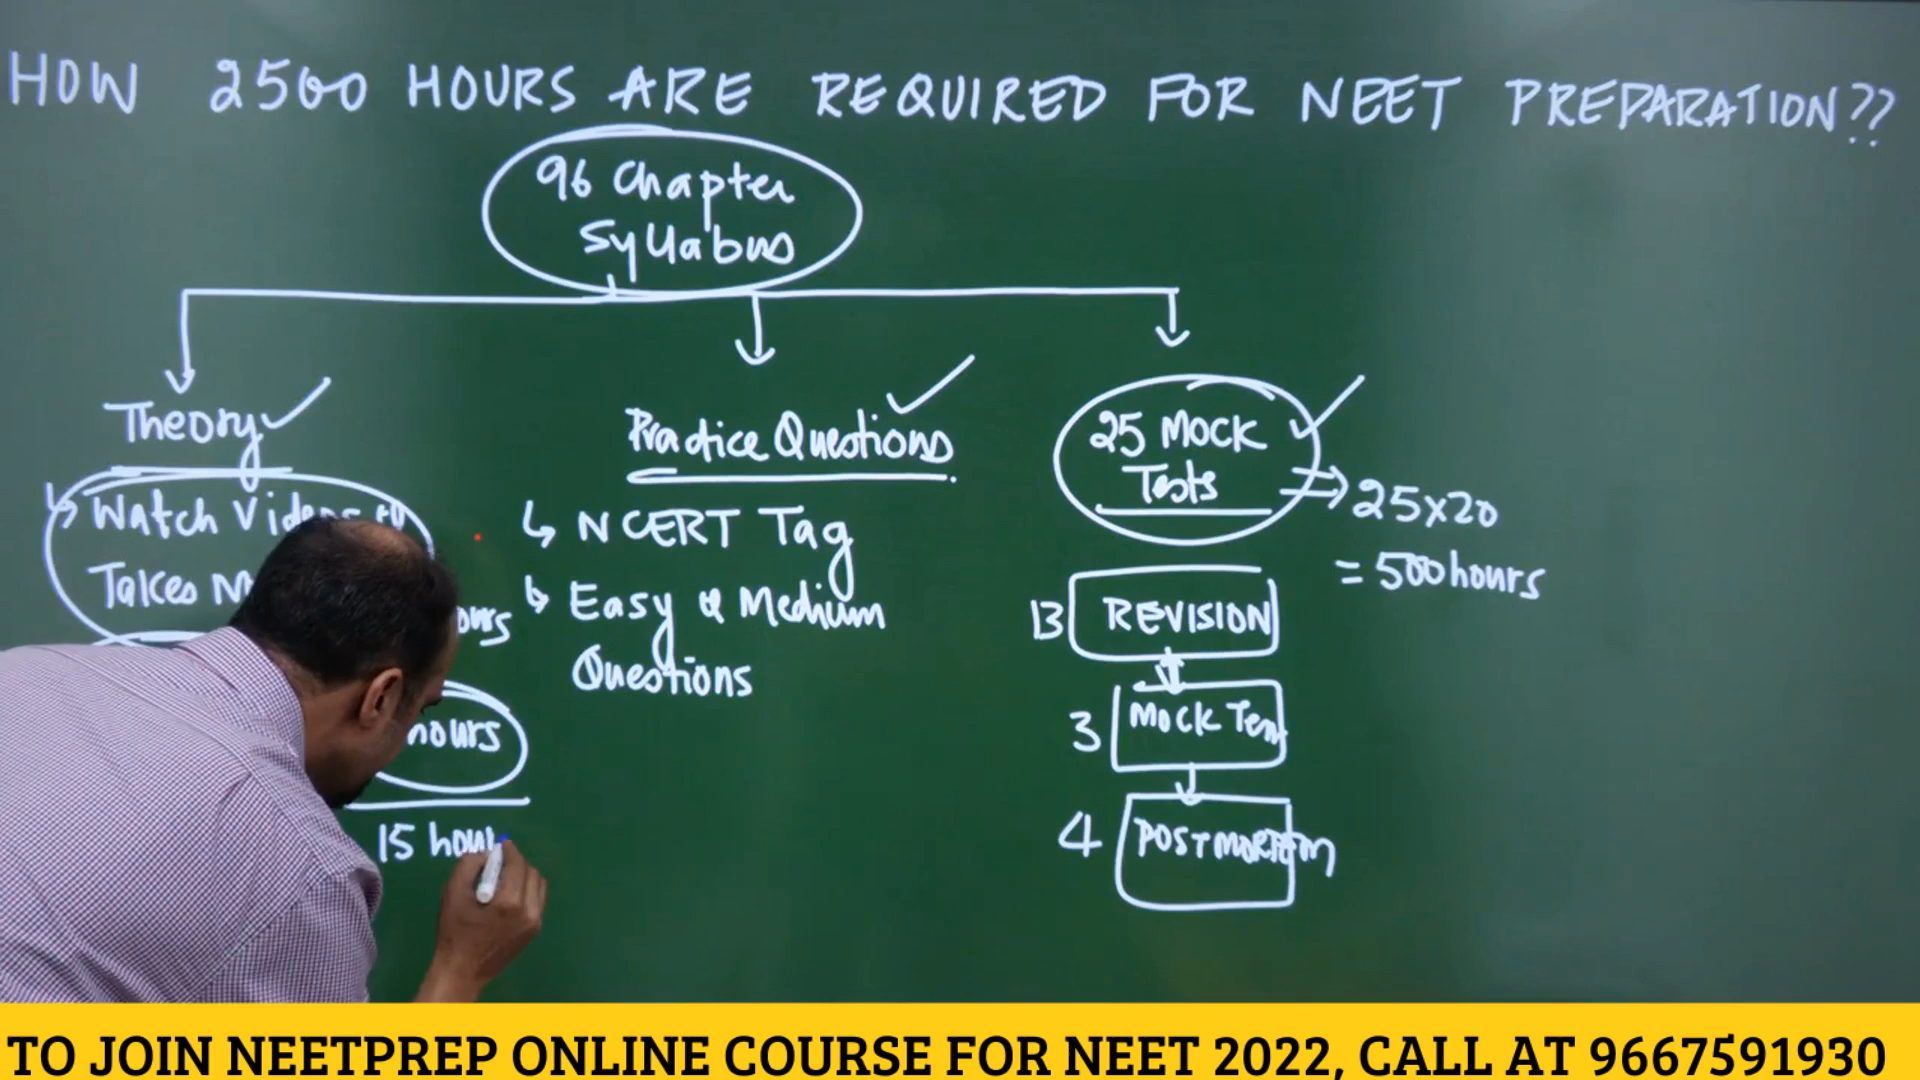 HOW 2500 HOURS ARE REQUIRED FOR NEET PREPARATION??
96 Chapter
Syllabus
Theory
Watch Videos
Takes
hours
15 hour
Practice Questions
NCERT Tag
Easy & Medium
Questions
25 MOCK
Tests
25x20
= 500 hours
13 REVISION
3 MOCK Test
4 POSTMORTEM
TO JOIN NEETPREP ONLINE COURSE FOR NEET 2022, CALL AT 9667591930